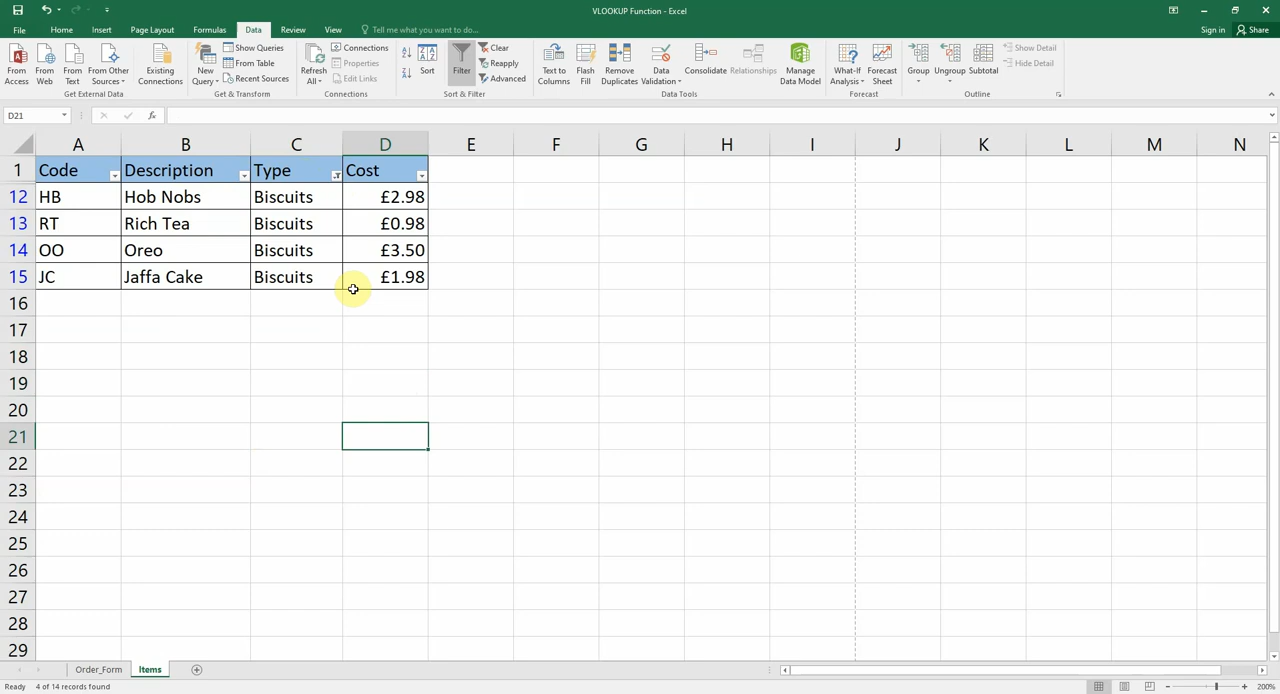 VLOOKUP Function - Excel
File Home Insert Page Layout Formulas Data Review View Tell me what you want to do... Sign in Share
From Access From Web From Text From Other Sources Existing Connections New Query Show Queries From Table Recent Sources Refresh All Connections Properties Edit Links Sort Filter Clear Reapply Advanced Text to Columns Flash Fill Remove Duplicates Data Validation Consolidate Relationships Manage Data Model What-If Analysis Forecast Sheet Group Ungroup Subtotal Show Detail Hide Detail
Get External Data Get & Transform Connections Sort & Filter Data Tools Forecast Outline
D21 fx
A B C D E F G H I J K L M N
1 Code Description Type Cost
12 HB Hob Nobs Biscuits £2.98
13 RT Rich Tea Biscuits £0.98
14 OO Oreo Biscuits £3.50
15 JC Jaffa Cake Biscuits £1.98
16
17
18
19
20
21
22
23
24
25
26
27
28
29
Order_Form Items
Ready 4 of 14 records found 200%